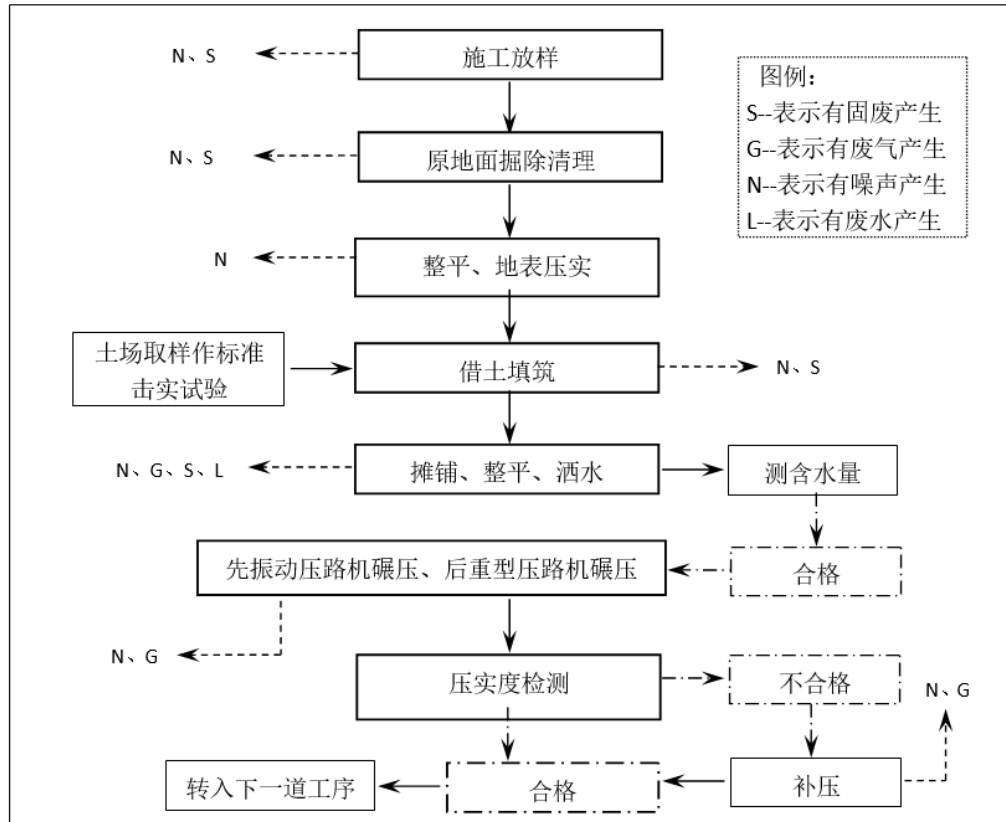 N、S
施工放样
图例：
S--表示有固废产生
G--表示有废气产生
N--表示有噪声产生
L--表示有废水产生
N、S
原地面掘除清理
N
整平、地表压实
土场取样作标准
击实试验
借土填筑
N、S
N、G、S、L
摊铺、整平、洒水
测含水量
先振动压路机碾压、后重型压路机碾压
合格
N、G
压实度检测
不合格
N、G
转入下一道工序
合格
补压